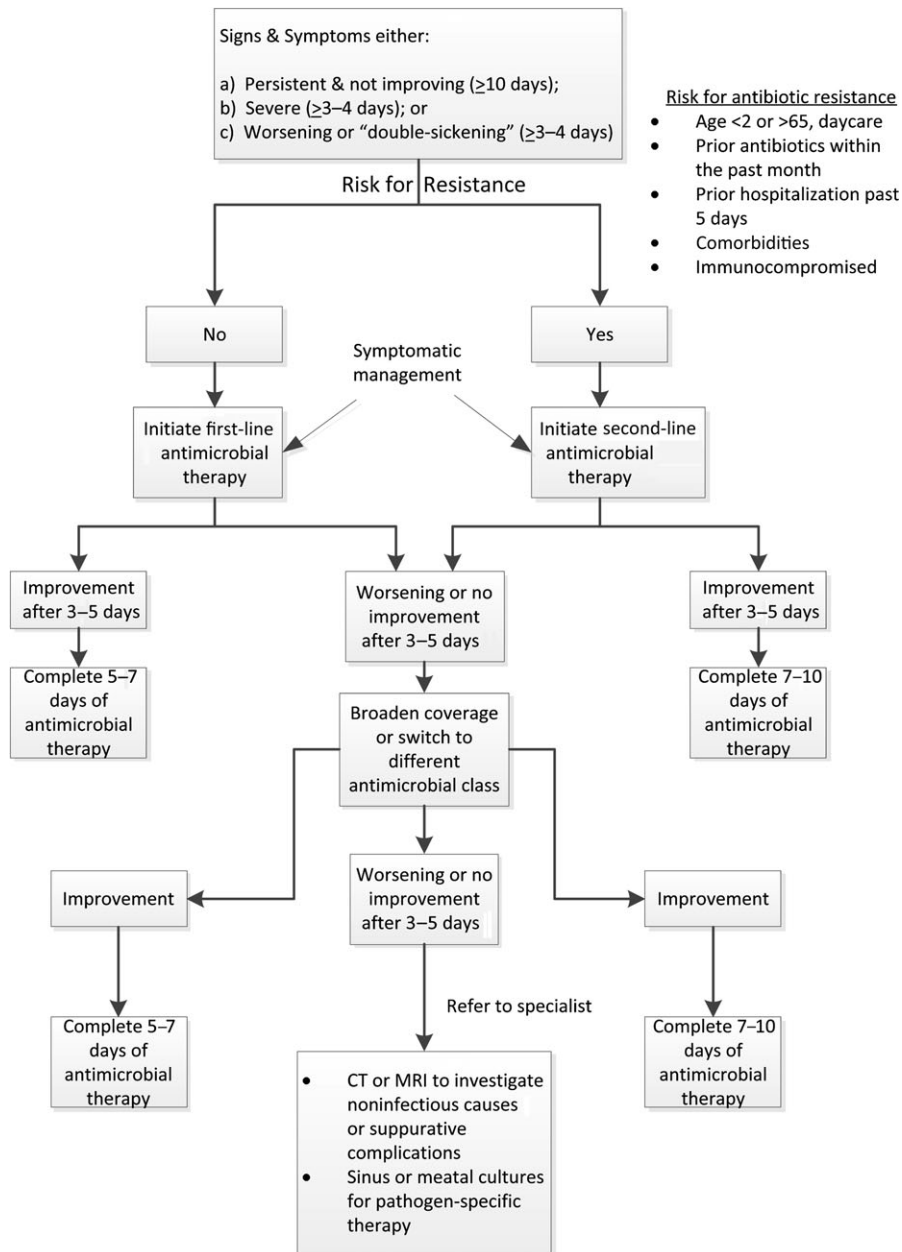 Signs & Symptoms either:
a) Persistent & not improving (≥10 days);
b) Severe (≥3–4 days); or
c) Worsening or “double-sickening” (≥3–4 days)
Risk for antibiotic resistance
• Age <2 or >65, daycare
• Prior antibiotics within
the past month
• Prior hospitalization past
5 days
• Comorbidities
• Immunocompromised
Risk for Resistance
No
Yes
Symptomatic
management
Initiate first-line
antimicrobial
therapy
Initiate second-line
antimicrobial
therapy
Improvement
after 3–5 days
Worsening or no
improvement
after 3–5 days
Improvement
after 3–5 days
Complete 5–7
days of
antimicrobial
therapy
Complete 7–10
days of
antimicrobial
therapy
Broaden coverage
or switch to
different
antimicrobial class
Improvement
Worsening or no
improvement
after 3–5 days
Improvement
Refer to specialist
Complete 5–7
days of
antimicrobial
therapy
Complete 7–10
days of
antimicrobial
therapy
• CT or MRI to investigate
noninfectious causes
or suppurative
complications
• Sinus or meatal cultures
for pathogen-specific
therapy